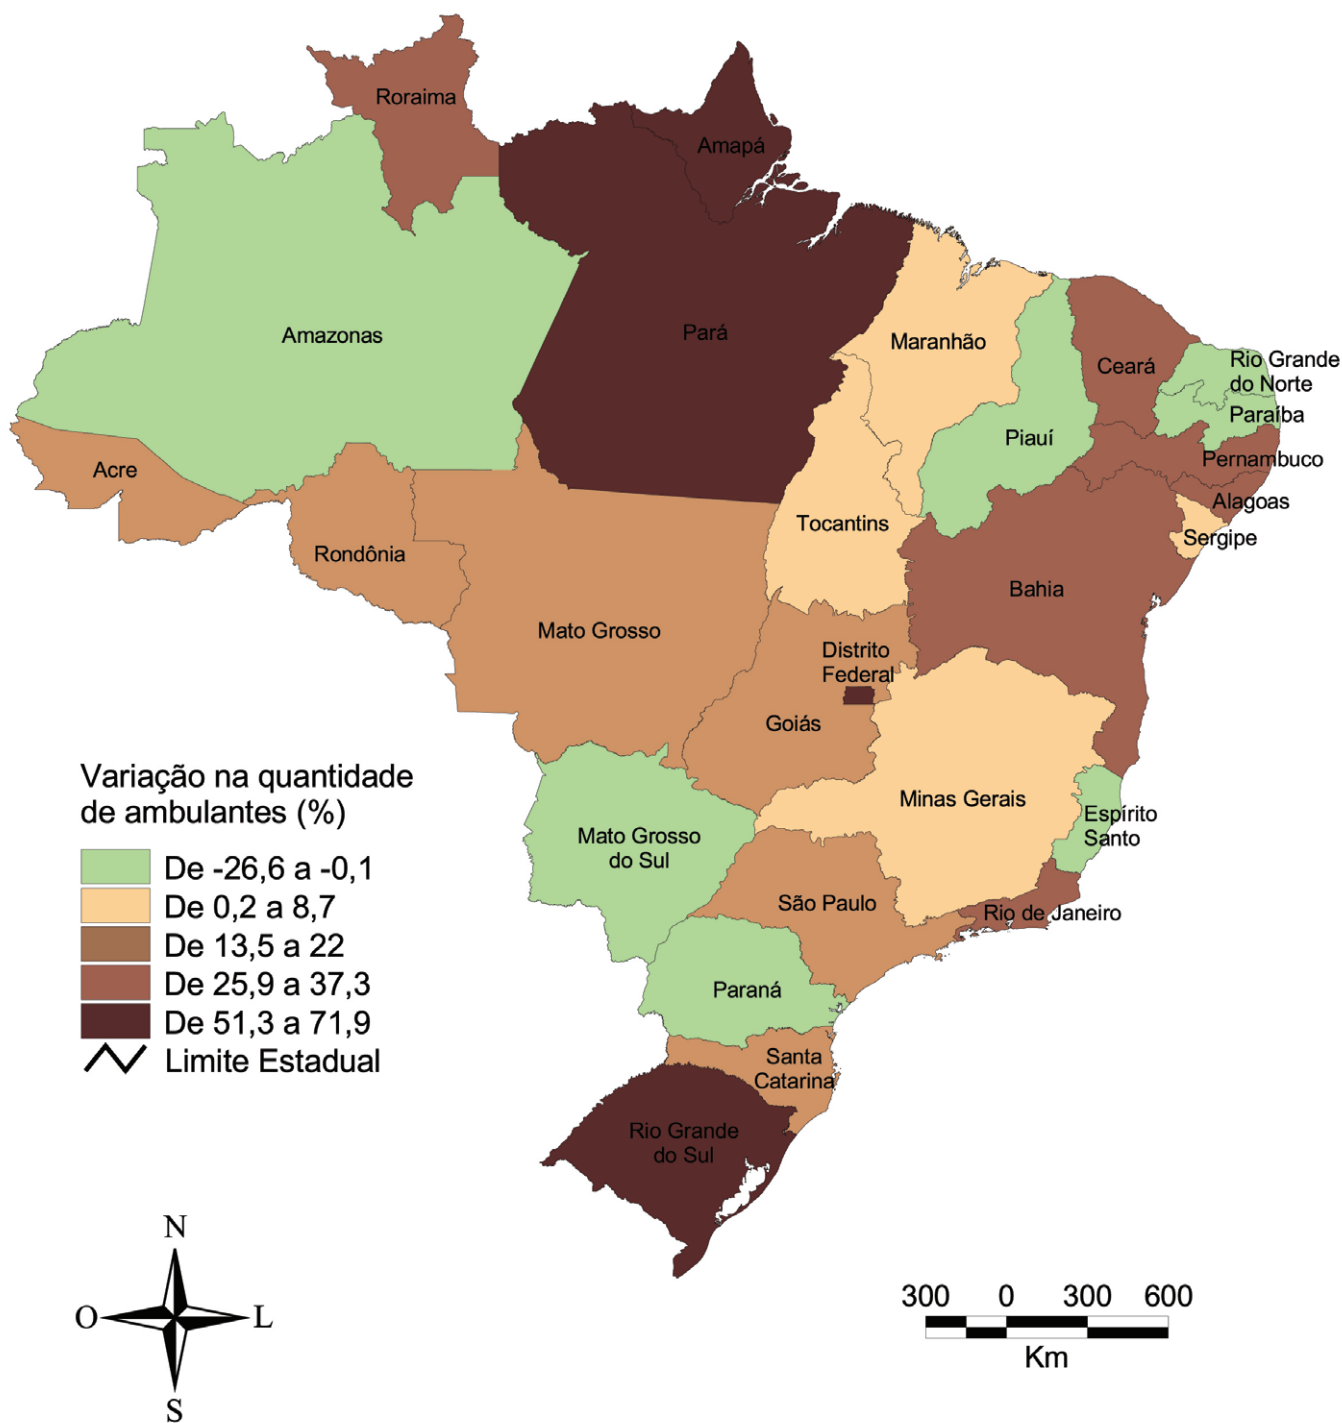 Roraima
Amapá
Amazonas
Pará
Maranhão
Ceará
Rio Grande
do Norte
Paraíba
Piauí
Pernambuco
Acre
Alagoas
Tocantins
Sergipe
Rondônia
Bahia
Mato Grosso
Distrito
Federal
Goiás
Minas Gerais
Espírito
Santo
Mato Grosso
do Sul
São Paulo
Rio de Janeiro
Paraná
Santa
Catarina
Rio Grande
do Sul
Variação na quantidade
de ambulantes (%)
De -26,6 a -0,1
De 0,2 a 8,7
De 13,5 a 22
De 25,9 a 37,3
De 51,3 a 71,9
Limite Estadual
N
O L
S
300 0 300 600
Km